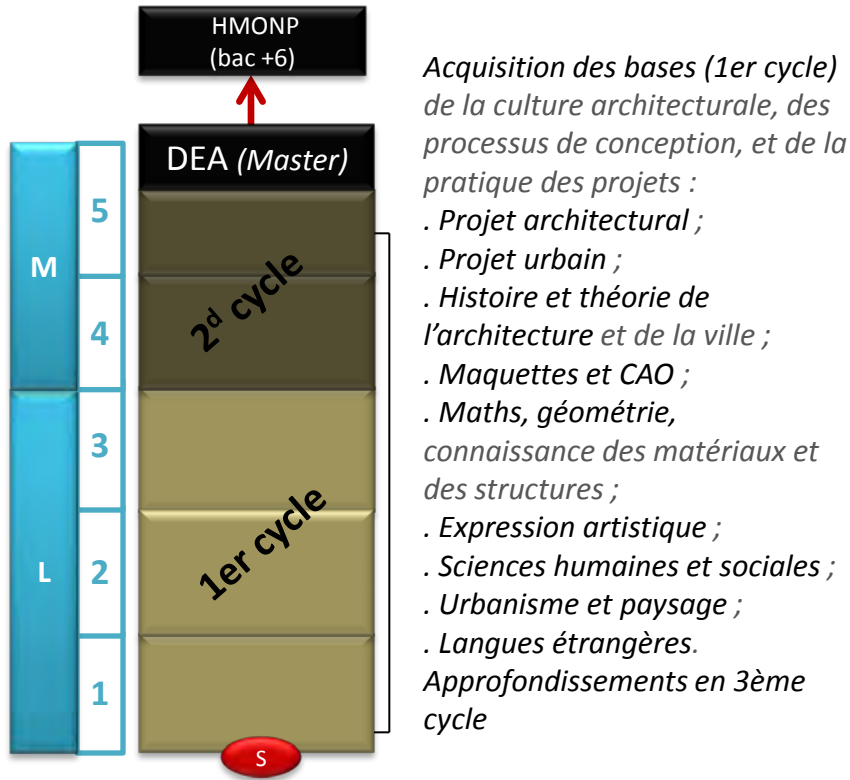 HMONP
(bac +6)
DEA (Master)
M
L
5
4
3
2
1
2d cycle
1er cycle
S
Acquisition des bases (1er cycle)
de la culture architecturale, des
processus de conception, et de la
pratique des projets :
. Projet architectural ;
. Projet urbain ;
. Histoire et théorie de
l’architecture et de la ville ;
. Maquettes et CAO ;
. Maths, géométrie,
connaissance des matériaux et
des structures ;
. Expression artistique ;
. Sciences humaines et sociales ;
. Urbanisme et paysage ;
. Langues étrangères.
Approfondissements en 3ème
cycle